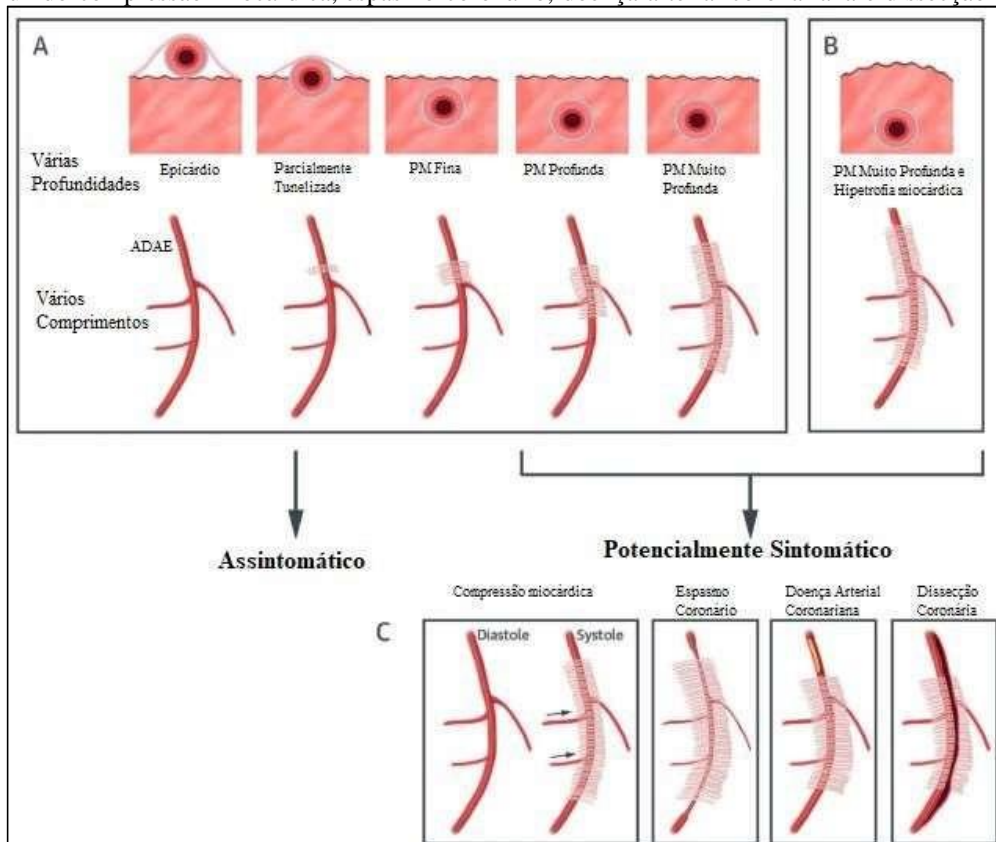 A
B
Várias
Profundidades
Epicárdio
Parcialmente
Tunelizada
PM Fina
PM Profunda
PM Muito
Profunda
PM Muito Profunda e
Hipetrofia miocárdica
ADAE
Vários
Comprimentos
Assintomático
Potencialmente Sintomático
Compressão miocárdica
Espasmo
Coronário
Doença Arterial
Coronariana
Dissecção
Coronária
C
Diastole
Systole